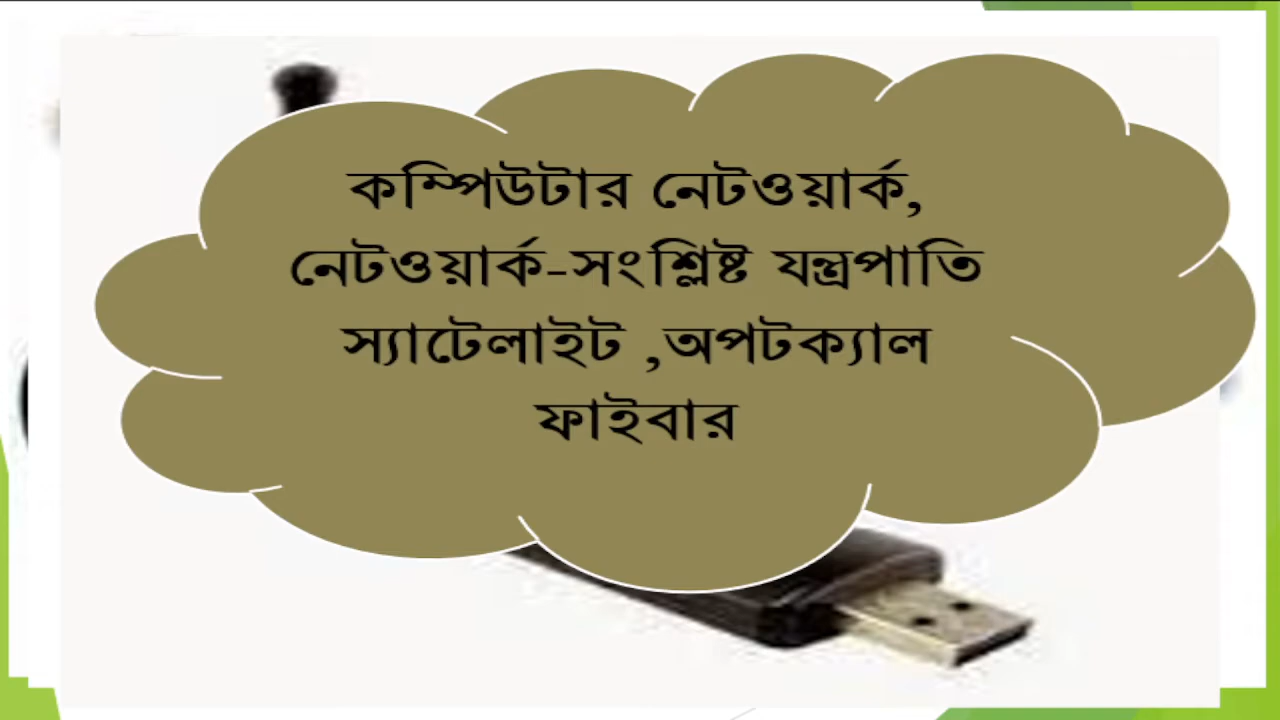 কম্পিউটার নেটওয়ার্ক,
নেটওয়ার্ক-সংশ্লিষ্ট যন্ত্রপাতি
স্যাটেলাইট ,অপটক্যাল
ফাইবার